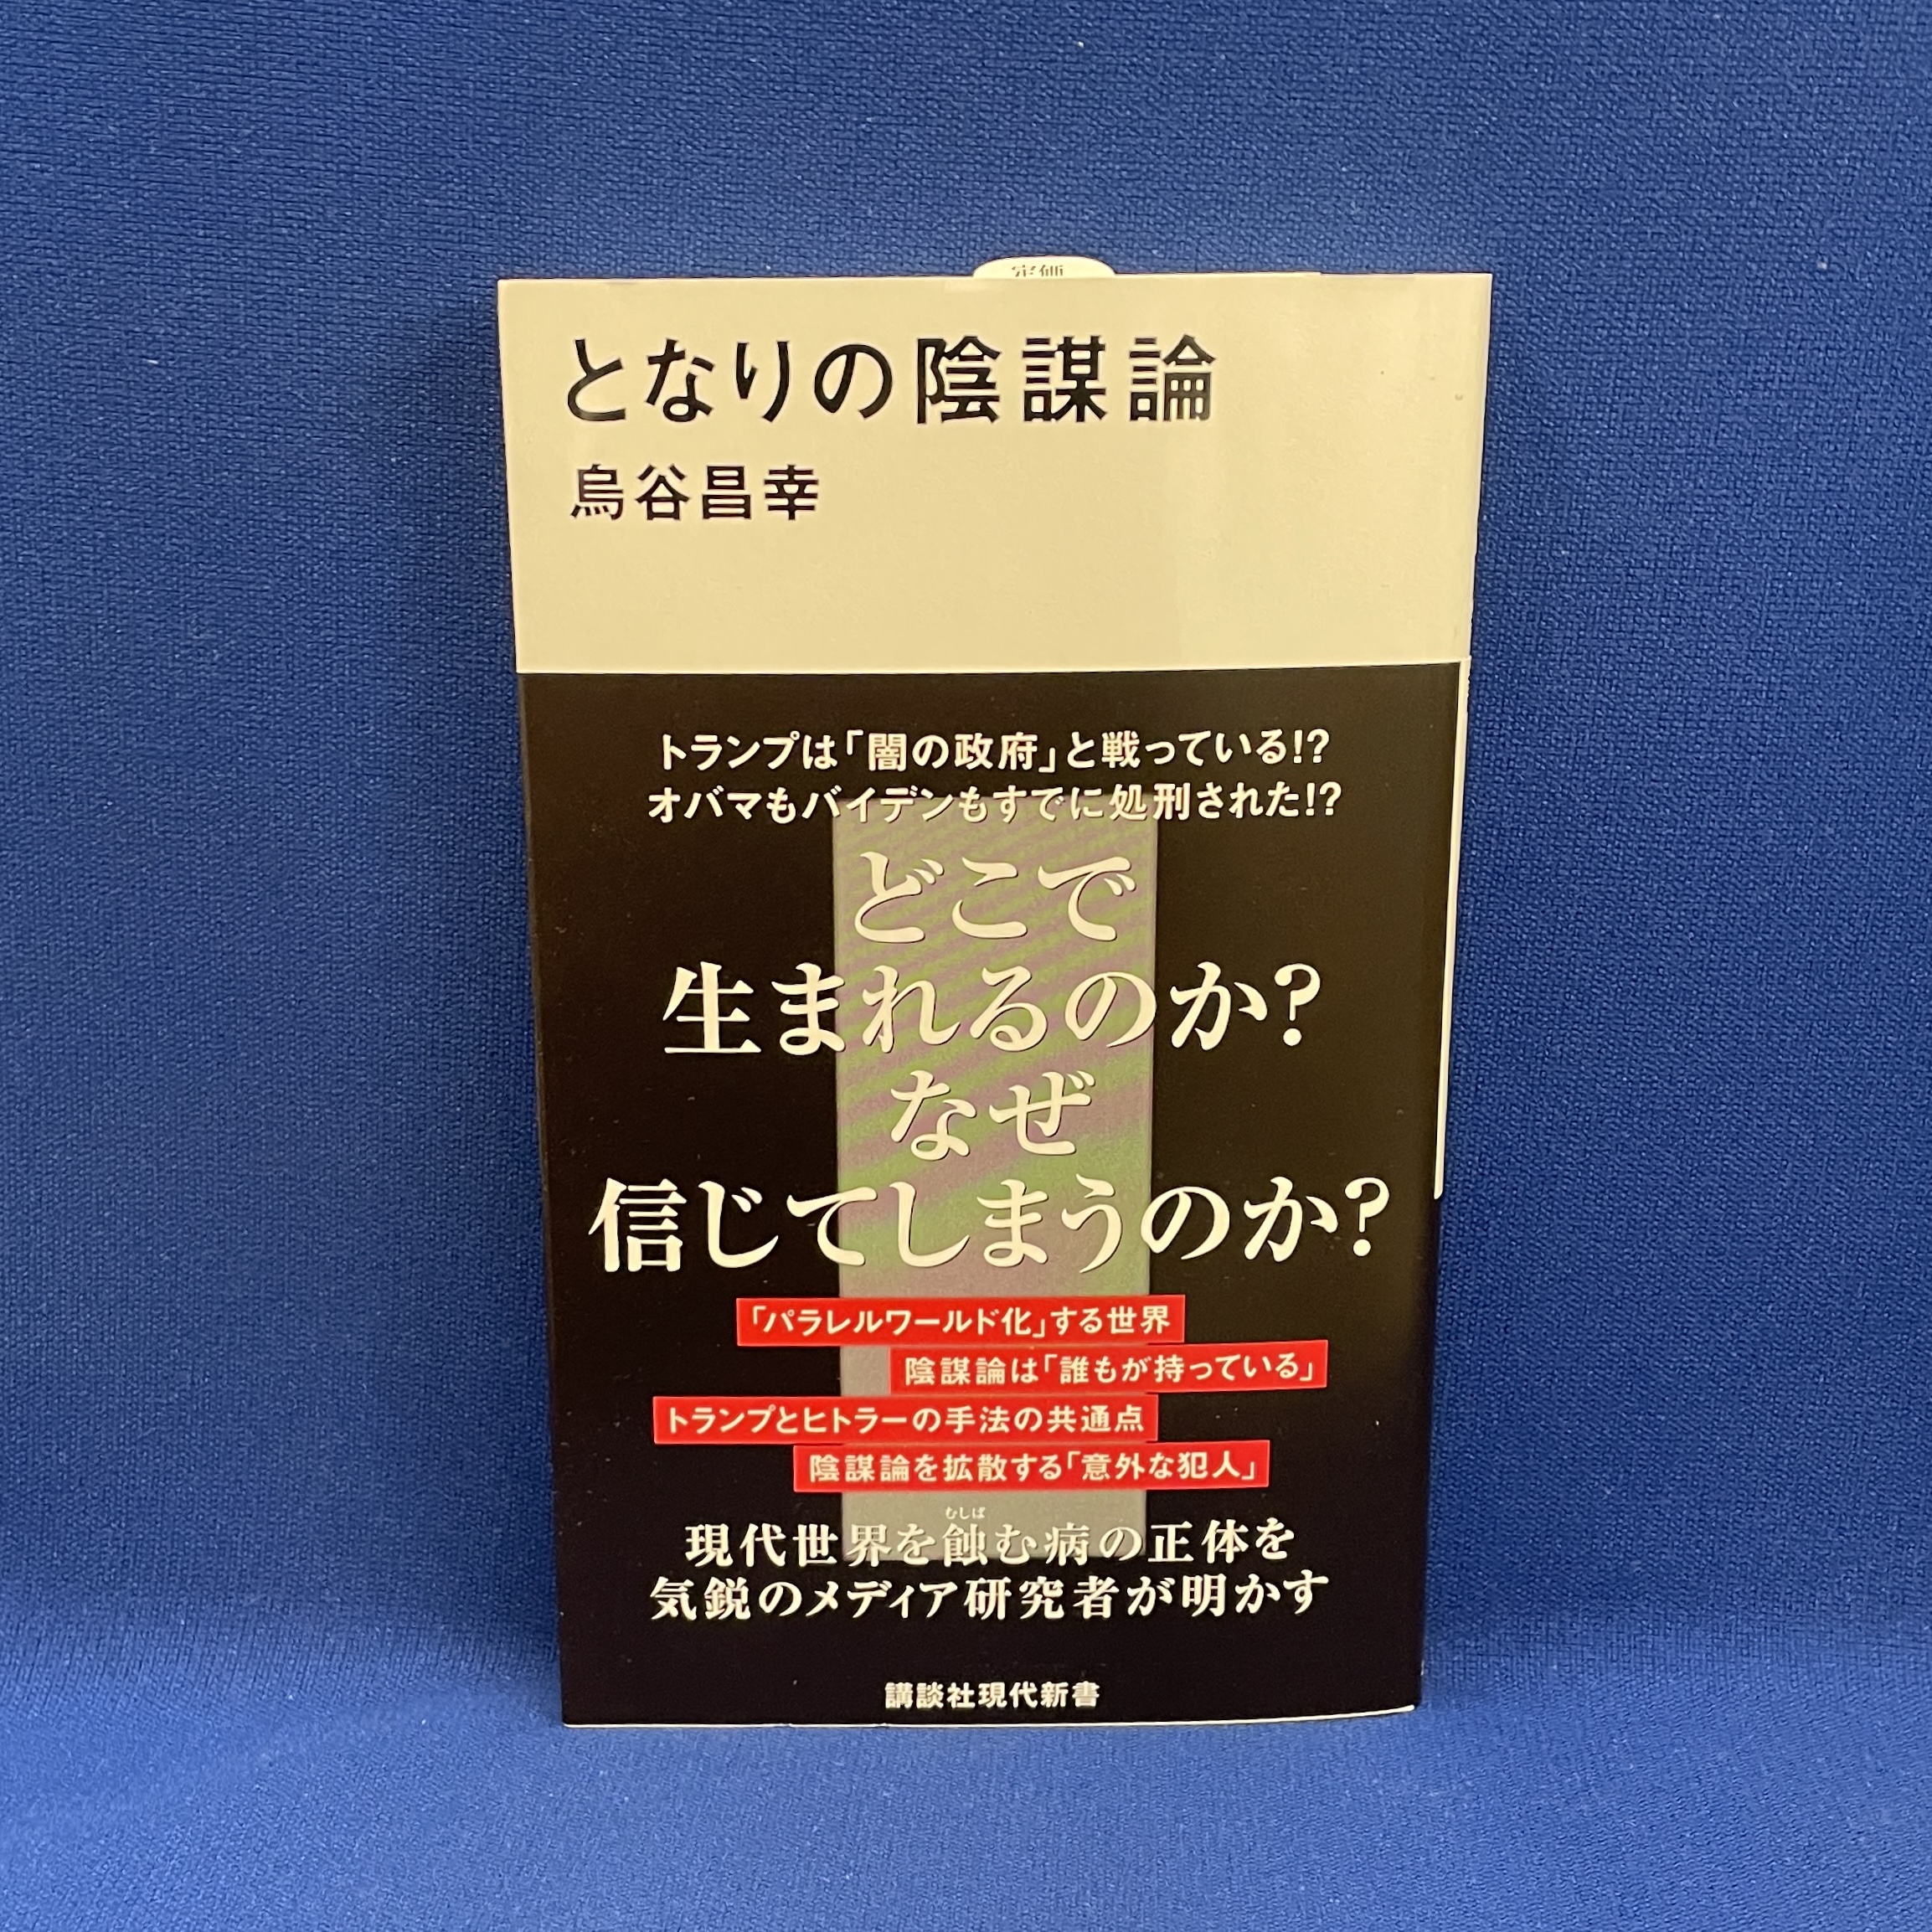 定価
となりの陰謀論
烏谷昌幸
トランプは「闇の政府」と戦っている!?
オバマもバイデンもすでに処刑された!?
どこで
生まれるのか?
なぜ
信じてしまうのか?
「パラレルワールド化」する世界
陰謀論は「誰もが持っている」
トランプとヒトラーの手法の共通点
陰謀論を拡散する「意外な犯人」
むしば
現代世界を蝕む病の正体を
気鋭のメディア研究者が明かす
講談社現代新書